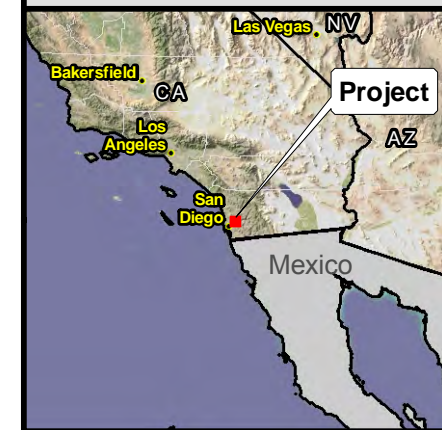 Las Vegas
NV
Bakersfield
CA
Project
Los
Angeles
AZ
San
Diego
Mexico